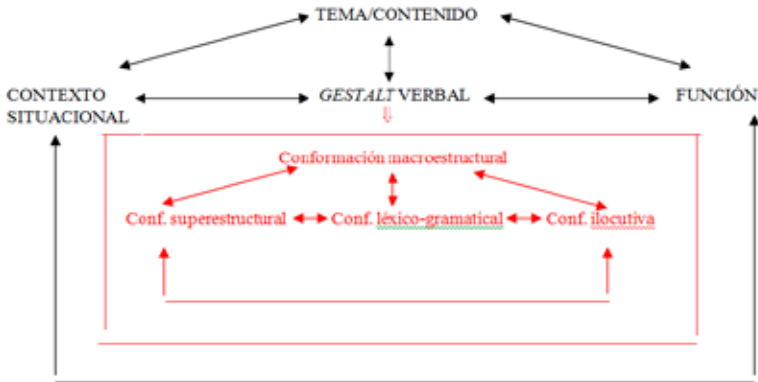 TEMA/CONTENIDO
CONTEXTO SITUACIONAL
GESTALT VERBAL
FUNCIÓN
Conformación macroestructural
Conf. superestructural
Conf. léxico-gramatical
Conf. ilocutiva